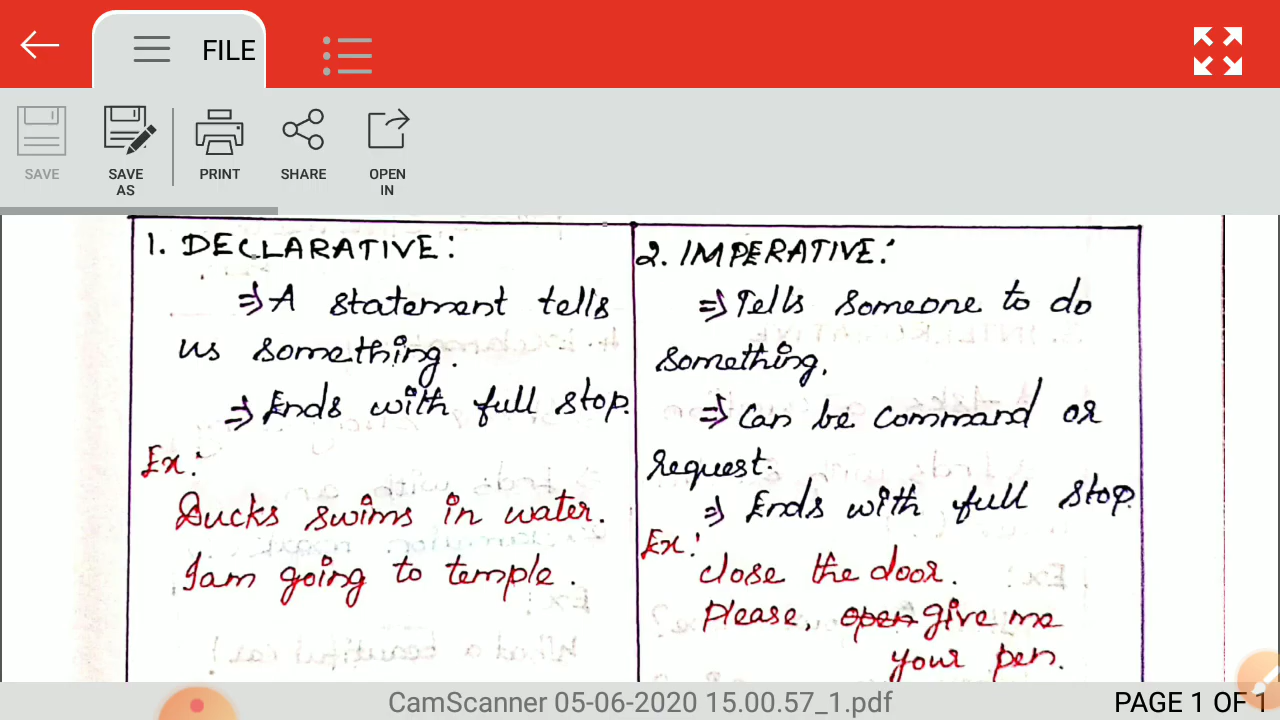 FILE
SAVE
SAVE AS
PRINT
SHARE
OPEN IN
1. DECLARATIVE:
⇒ A statement tells
us something.
⇒ Ends with full stop.
Ex:
Ducks swims in water.
I am going to temple.
2. IMPERATIVE:
⇒ Tells someone to do
something.
⇒ Can be command or
request.
⇒ Ends with full stop.
Ex:
close the door.
Please, open give me
your pen.
CamScanner 05-06-2020 15.00.57_1.pdf
PAGE 1 OF 1